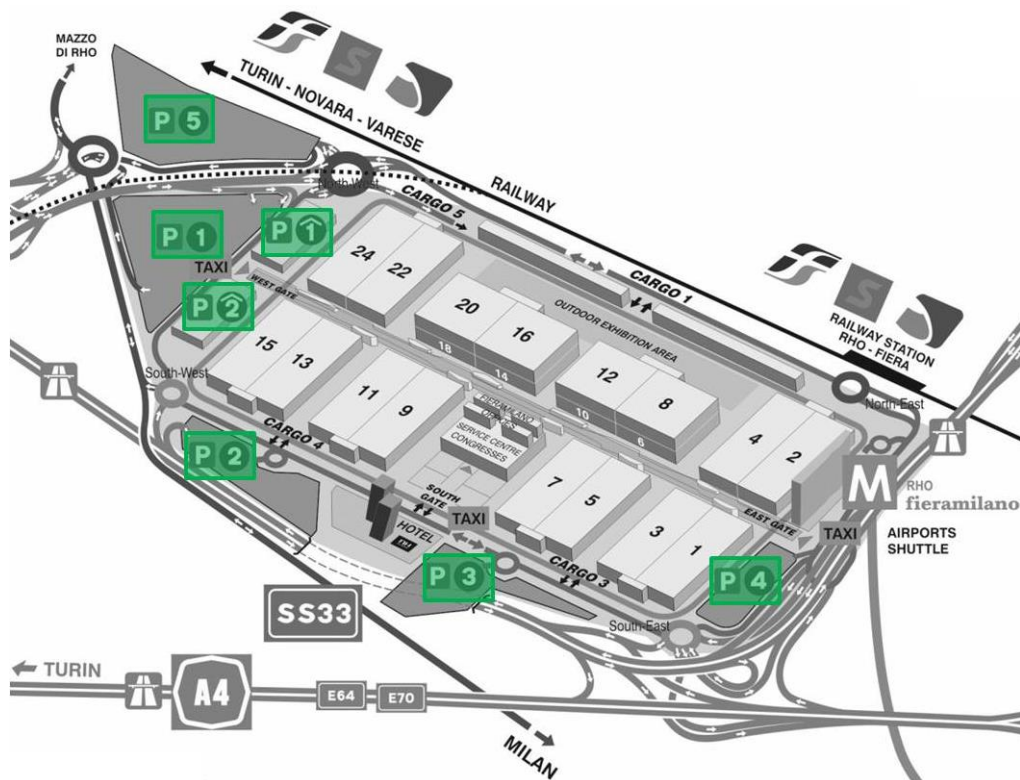 MAZZO
DI RHO
TURIN - NOVARA - VARESE
P 5
North-West
RAILWAY
CARGO 5
P 1
P 1
TAXI
WEST GATE
24
22
CARGO 1
OUTDOOR EXHIBITION AREA
RAILWAY STATION
RHO - FIERA
P 2
20
16
18
14
15
13
South-West
12
8
10
6
North-East
11
9
SERVICE CENTRE
CONGRESSES
4
2
CARGO 4
P 2
M
RHO
fieramilano
SOUTH
GATE
7
5
EAST GATE
TAXI
TAXI
AIRPORTS
SHUTTLE
HOTEL
3
1
P 3
CARGO 3
P 4
SS33
South-East
TURIN
A4
E64
E70
MILAN